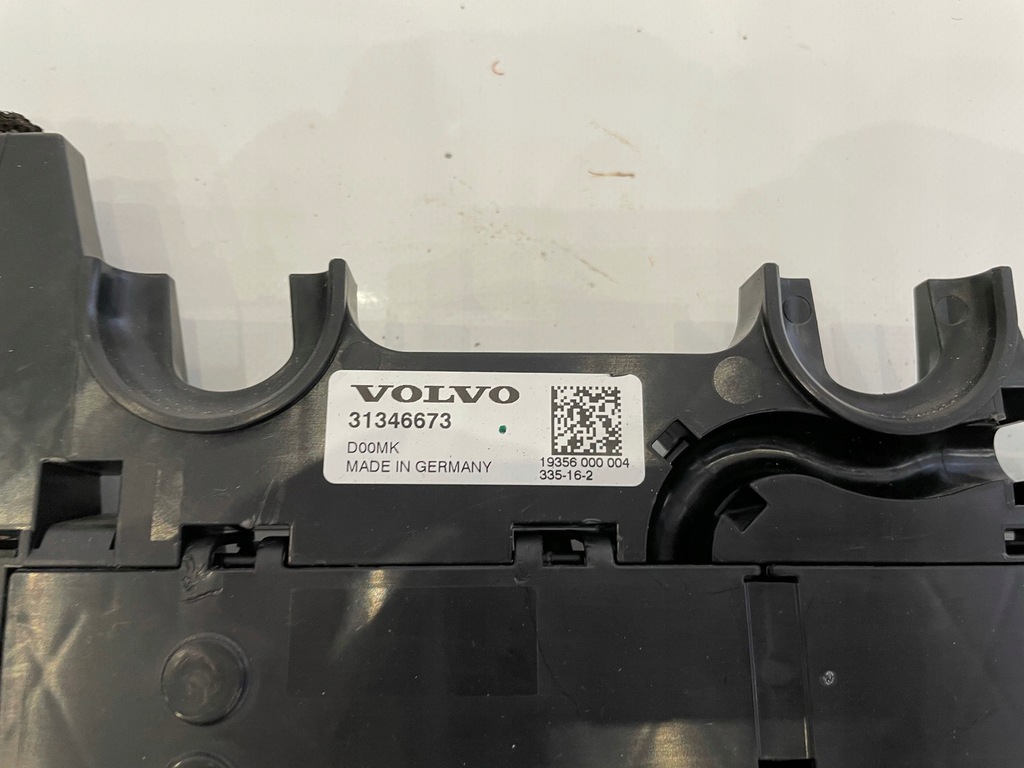 VOLVO
31346673
D00MK
MADE IN GERMANY
19356 000 004
335-16-2